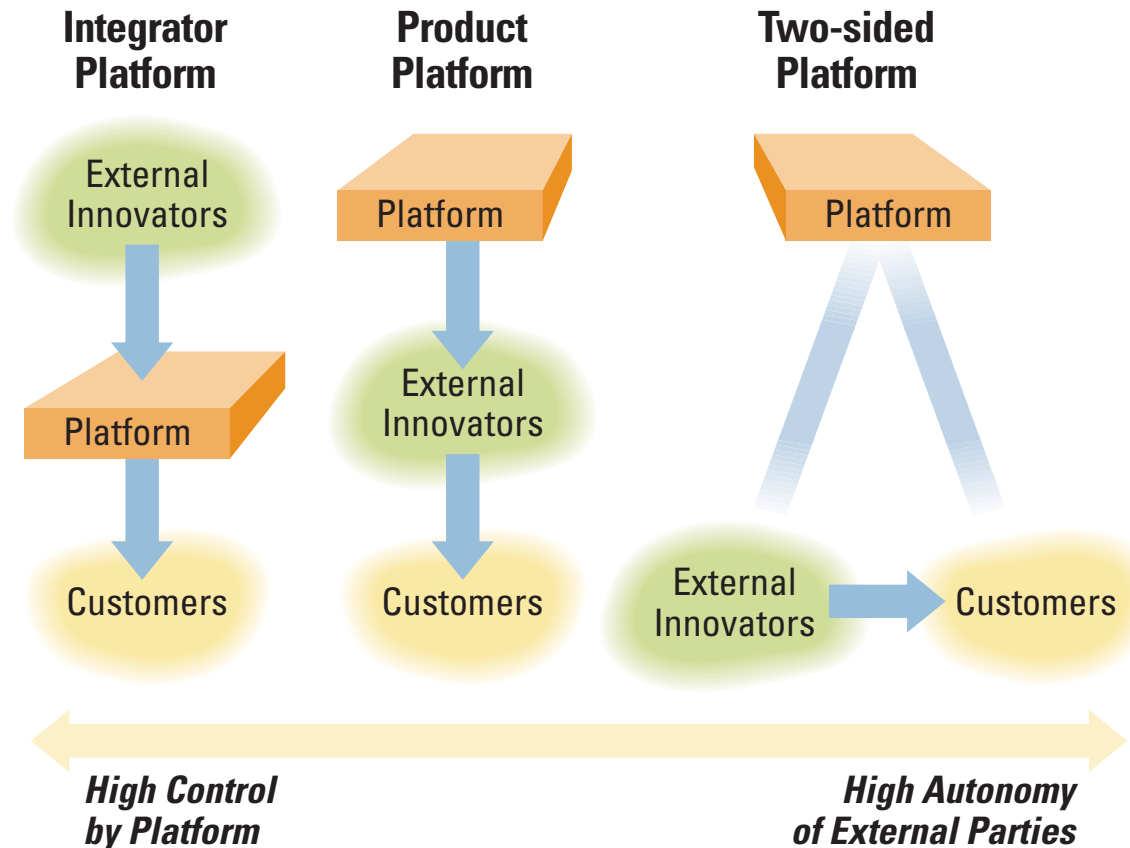 Integrator
Platform
External
Innovators
Platform
Customers
Product
Platform
Platform
External
Innovators
Customers
Two-sided
Platform
Platform
External
Innovators
Customers
High Control
by Platform
High Autonomy
of External Parties